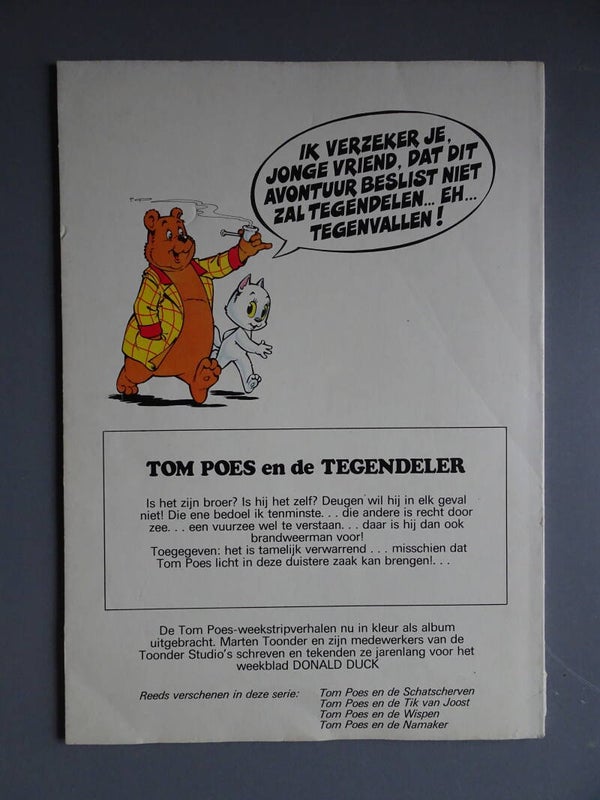 IK VERZEKER JE,
JONGE VRIEND, DAT DIT
AVONTUUR BESLIST NIET
ZAL TEGENDELEN... EH...
TEGENVALLEN!
TOM POES en de TEGENDELER
Is het zijn broer? Is hij het zelf? Deugen wil hij in elk geval
niet! Die ene bedoel ik tenminste. . . die andere is recht door
zee. . . een vuurzee wel te verstaan. . . daar is hij dan ook
brandweerman voor!
Toegegeven: het is tamelijk verwarrend . . . misschien dat
Tom Poes licht in deze duistere zaak kan brengen!. . .
De Tom Poes-weekstripverhalen nu in kleur als album
uitgebracht. Marten Toonder en zijn medewerkers van de
Toonder Studio's schreven en tekenden ze jarenlang voor het
weekblad DONALD DUCK
Reeds verschenen in deze serie: Tom Poes en de Schatscherven
Tom Poes en de Tik van Joost
Tom Poes en de Wispen
Tom Poes en de Namaker